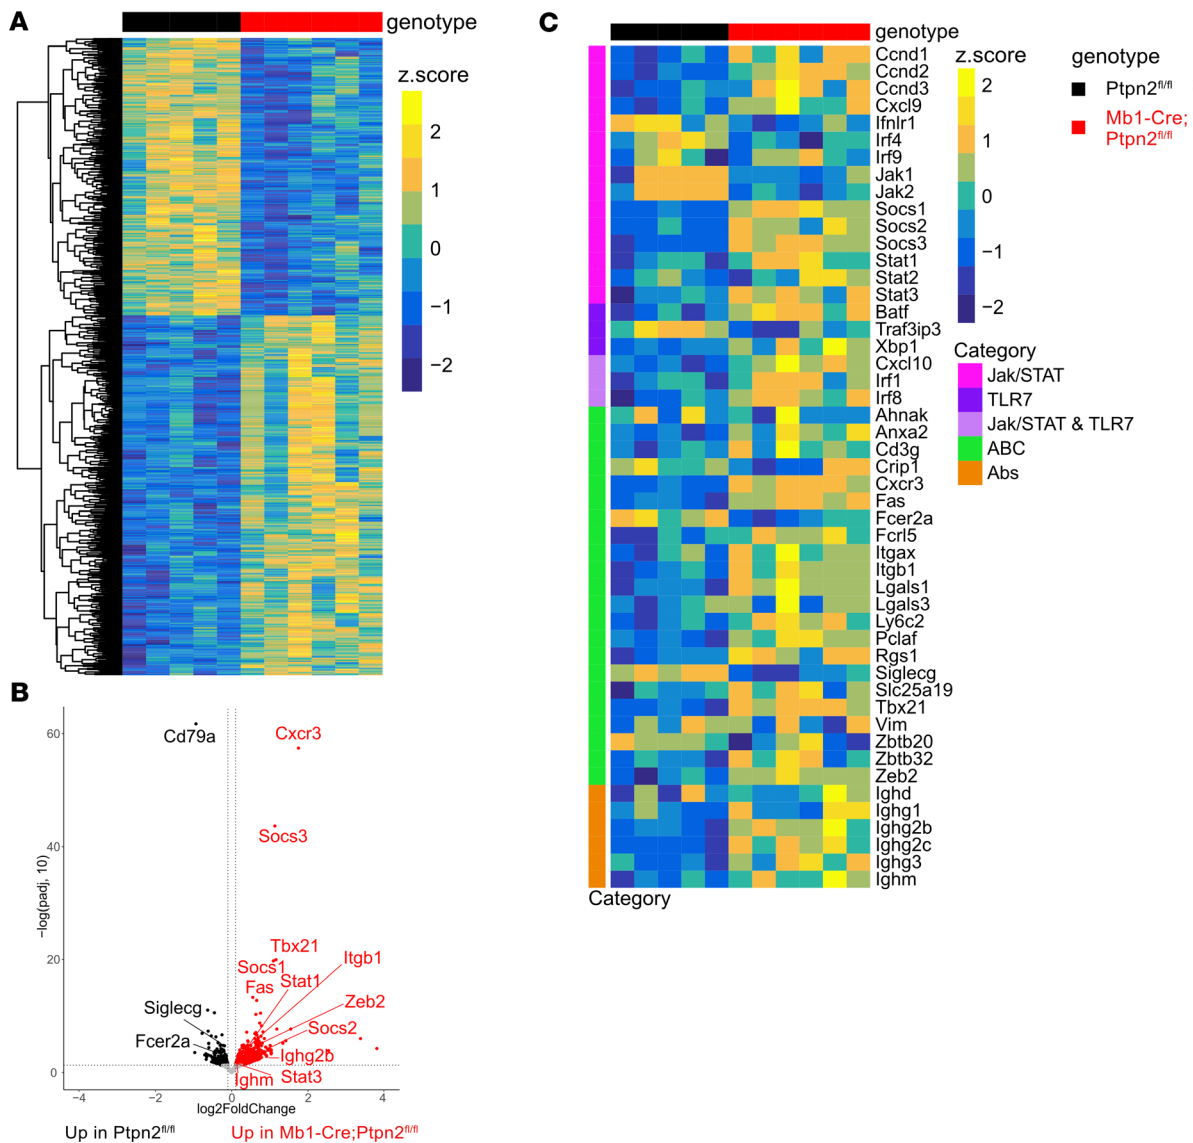 A
genotype
z.score
2
1
0
−1
−2
B
−log(padj, 10)
60
40
20
0
Cd79a
Cxcr3
Socs3
Tbx21
Socs1
Itgb1
Stat1
Fas
Siglecg
Zeb2
Fcer2a
Socs2
Ighg2b
Ighm
Stat3
−4
−2
0
2
4
log2FoldChange
Up in Ptpn2fl/fl
Up in Mb1-Cre;Ptpn2fl/fl
C
genotype
Ccnd1
Ccnd2
Ccnd3
Cxcl9
Ifnlr1
Irf4
Irf9
Jak1
Jak2
Socs1
Socs2
Socs3
Stat1
Stat2
Stat3
Batf
Traf3ip3
Xbp1
Cxcl10
Irf1
Irf8
Ahnak
Anxa2
Cd3g
Crip1
Cxcr3
Fas
Fcer2a
Fcrl5
Itgax
Itgb1
Lgals1
Lgals3
Ly6c2
Pclaf
Rgs1
Siglecg
Slc25a19
Tbx21
Vim
Zbtb20
Zbtb32
Zeb2
Ighd
Ighg1
Ighg2b
Ighg2c
Ighg3
Ighm
Category
z.score
2
1
0
−1
−2
Category
Jak/STAT
TLR7
Jak/STAT & TLR7
ABC
Abs
genotype
Ptpn2fl/fl
Mb1-Cre;
Ptpn2fl/fl